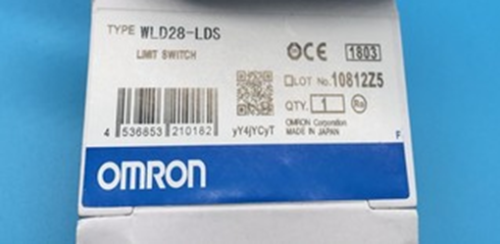 TYPE WLD28-LDS
LIMIT SWITCH
CE 1803
LOT No. 10812Z5
QTY. 1
OMRON Corporation
MADE IN JAPAN
4 536853 210182
yY4jYCyT
F
OMRON